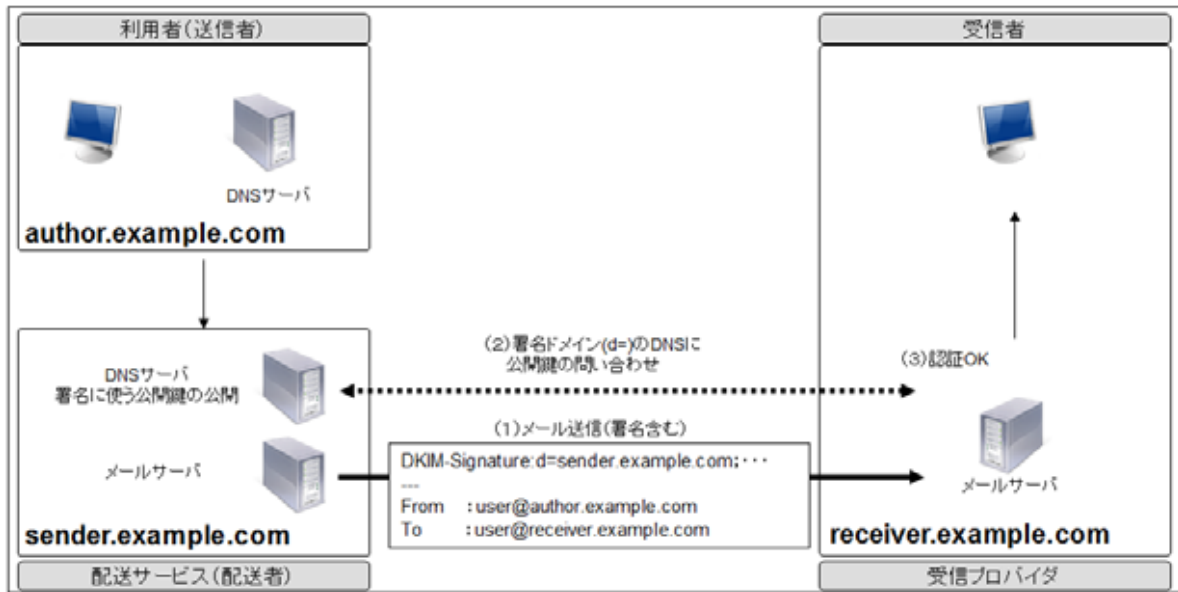 利用者(送信者)
DNSサーバ
author.example.com
DNSサーバ
署名に使う公開鍵の公開
メールサーバ
sender.example.com
配送サービス(配送者)
(2)署名ドメイン(d=)のDNSに
公開鍵の問い合わせ
(1)メール送信(署名含む)
DKIM-Signature:d=sender.example.com;・・・
---
From :user@author.example.com
To :user@receiver.example.com
受信者
(3)認証OK
メールサーバ
receiver.example.com
受信プロバイダ